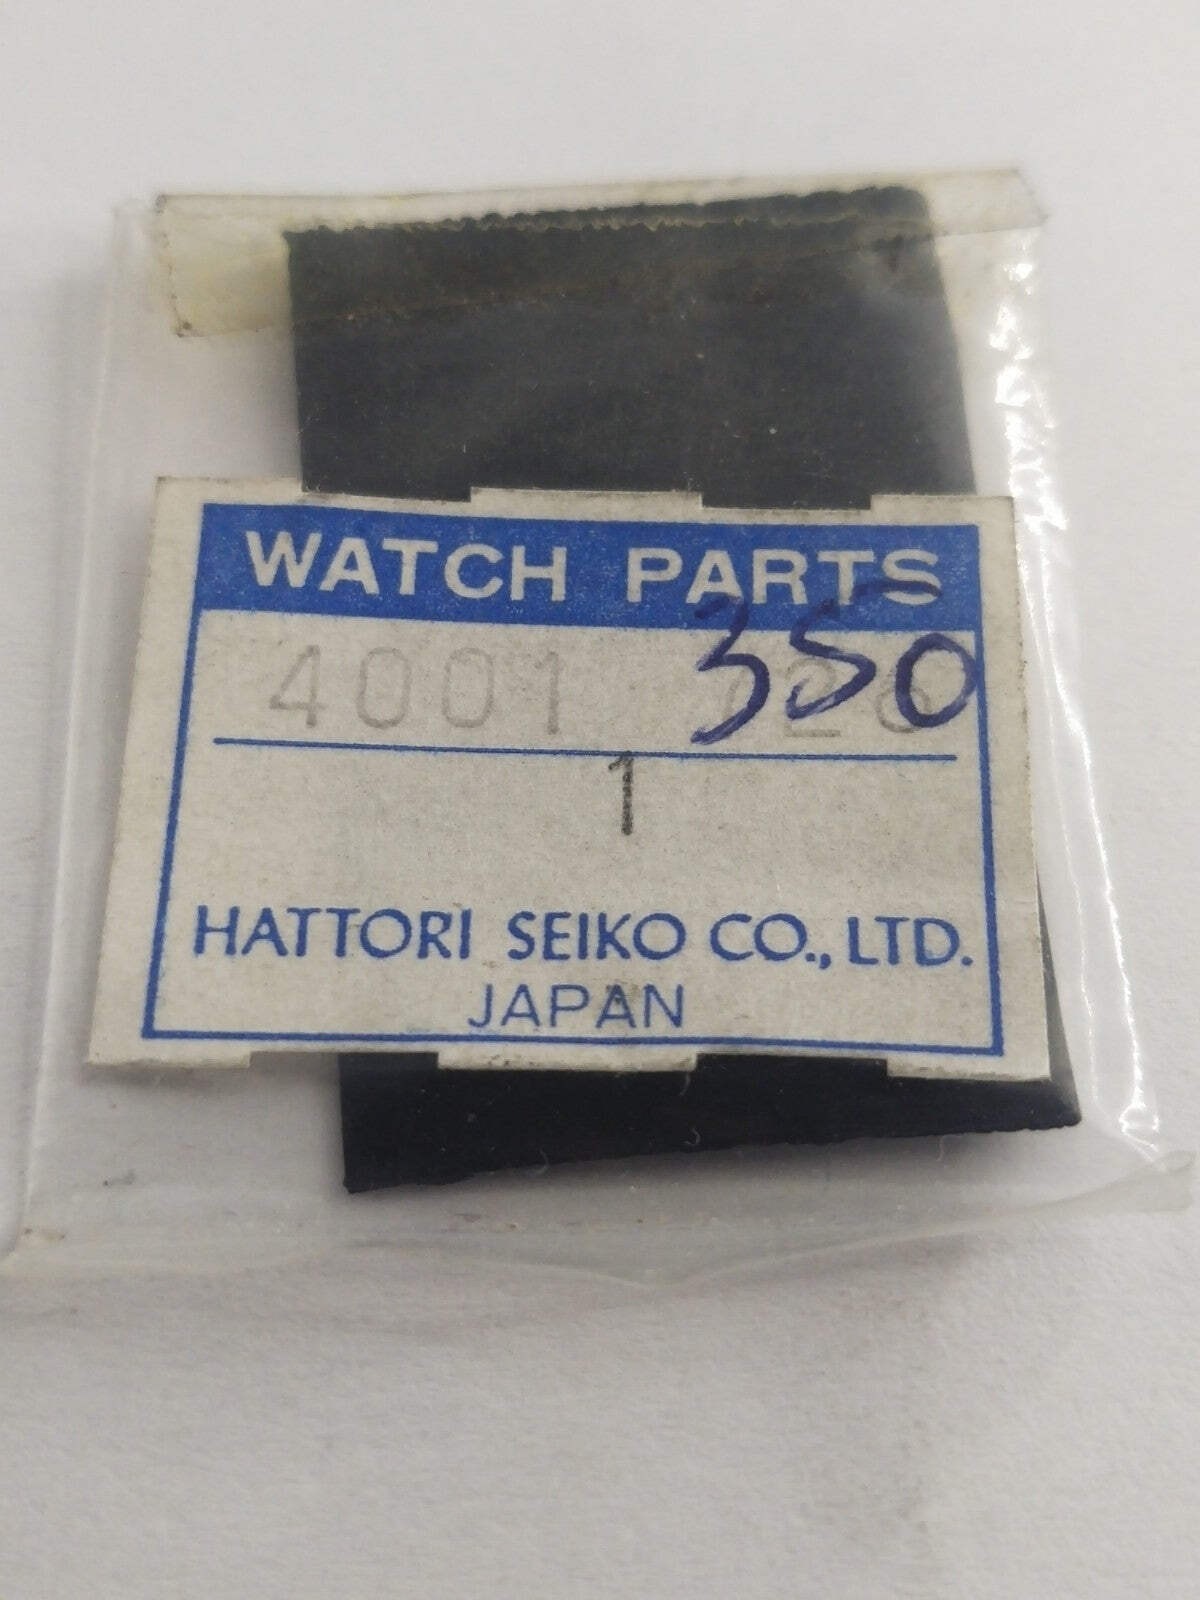 WATCH PARTS
4001 350
1
HATTORI SEIKO CO., LTD.
JAPAN